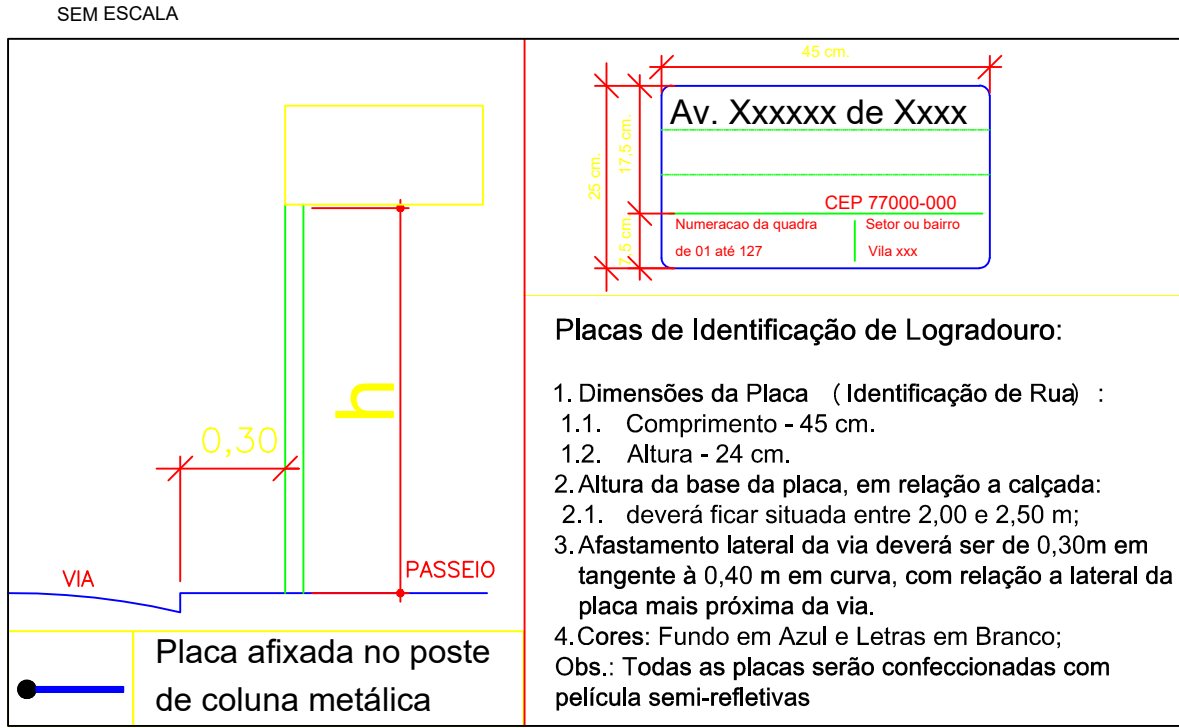 SEM ESCALA
h
0,30
VIA
PASSEIO
Placa afixada no poste
de coluna metálica
45 cm.
25 cm.
17,5 cm.
7,5 cm.
Av. Xxxxxx de Xxxx
CEP 77000-000
Numeracao da quadra
de 01 até 127
Setor ou bairro
Vila xxx
Placas de Identificação de Logradouro:
1. Dimensões da Placa ( Identificação de Rua) :
1.1. Comprimento - 45 cm.
1.2. Altura - 24 cm.
2. Altura da base da placa, em relação a calçada:
2.1. deverá ficar situada entre 2,00 e 2,50 m;
3. Afastamento lateral da via deverá ser de 0,30m em
tangente à 0,40 m em curva, com relação a lateral da
placa mais próxima da via.
4. Cores: Fundo em Azul e Letras em Branco;
Obs.: Todas as placas serão confeccionadas com
película semi-refletivas